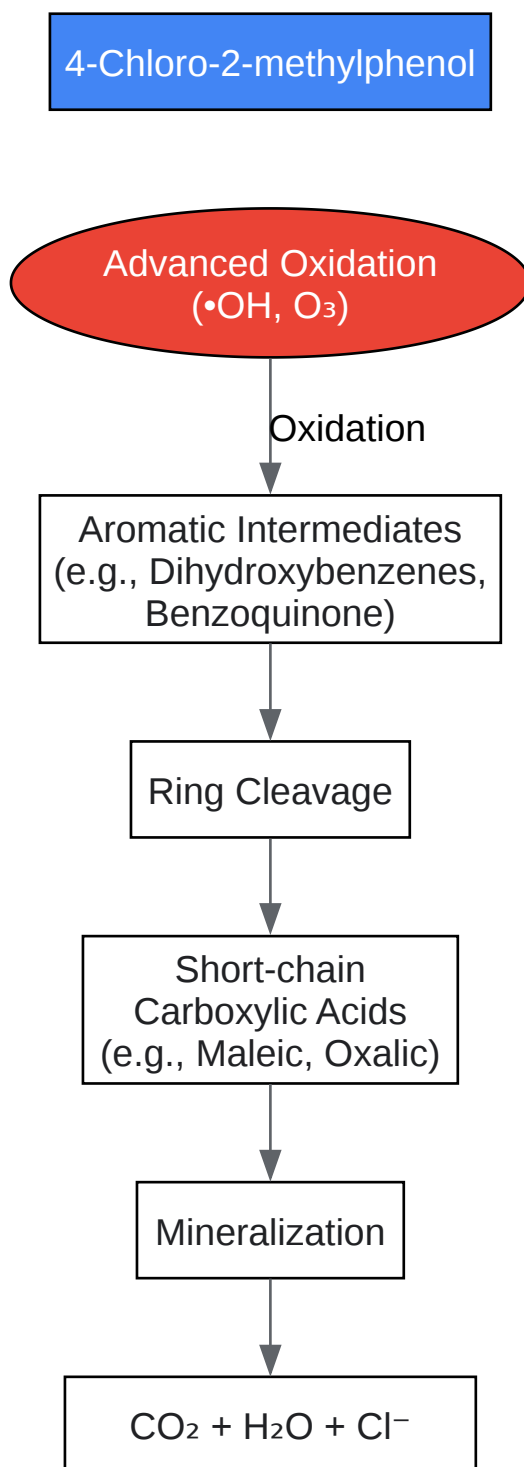 4-Chloro-2-methylphenol
Advanced Oxidation
(•OH, O₃)
Oxidation
Aromatic Intermediates
(e.g., Dihydroxybenzenes,
Benzoquinone)
Ring Cleavage
Short-chain
Carboxylic Acids
(e.g., Maleic, Oxalic)
Mineralization
CO₂ + H₂O + Cl⁻